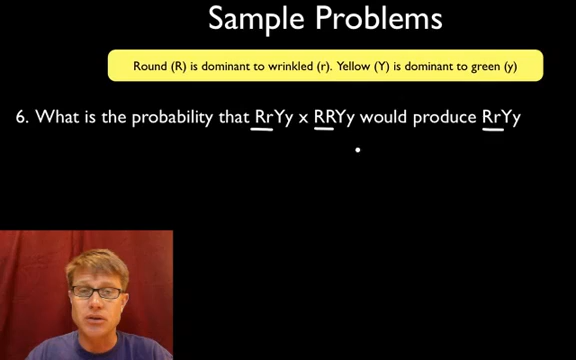 Sample Problems
Round (R) is dominant to wrinkled (r). Yellow (Y) is dominant to green (y)
6. What is the probability that RrYy x RRYy would produce RrYy